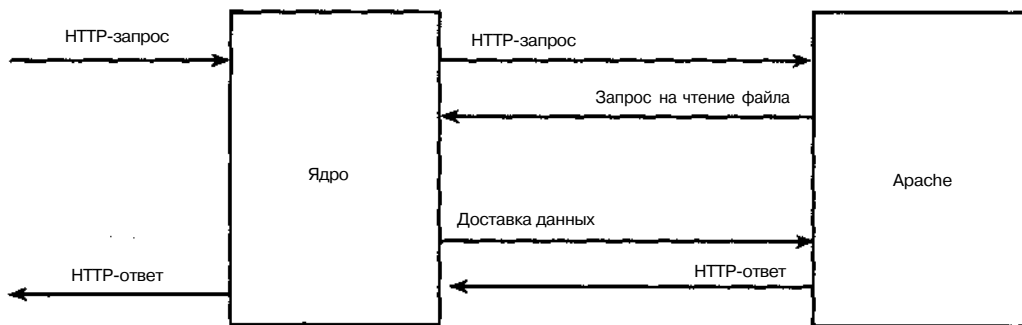 HTTP-запрос
HTTP-запрос
Запрос на чтение файла
Ядро
Apache
Доставка данных
HTTP-ответ
HTTP-ответ